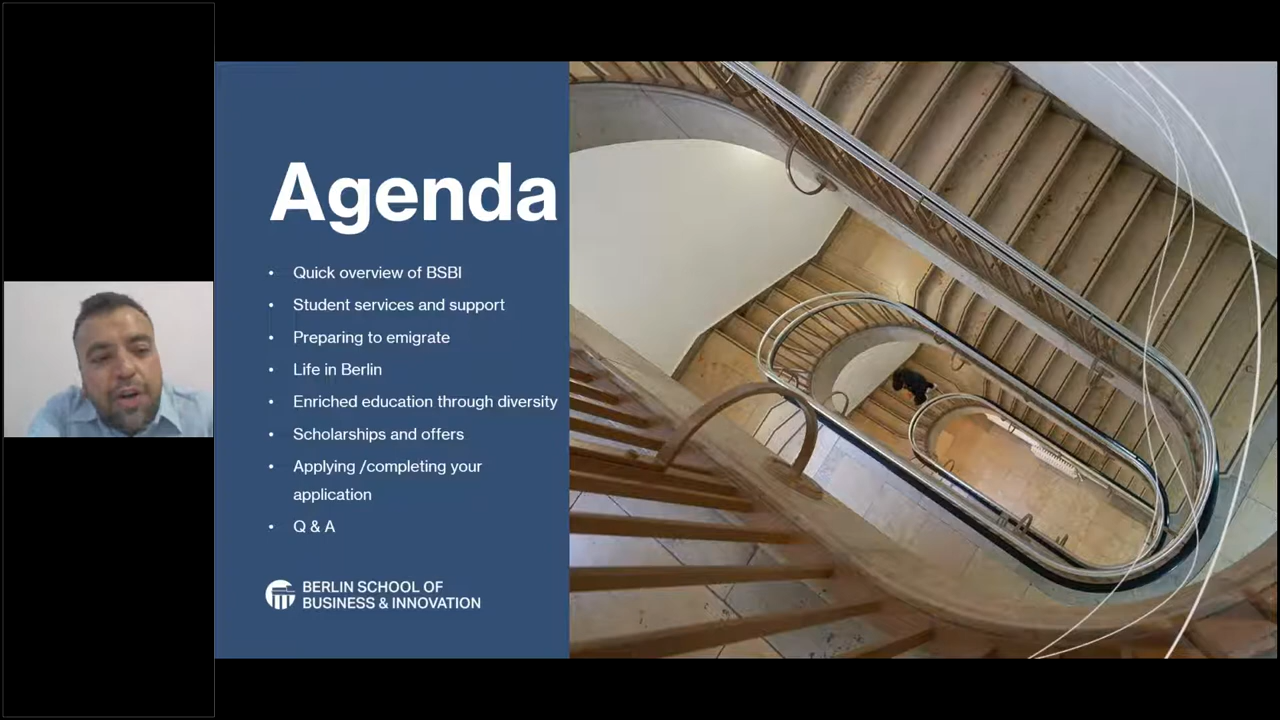 Agenda
• Quick overview of BSBI
• Student services and support
• Preparing to emigrate
• Life in Berlin
• Enriched education through diversity
• Scholarships and offers
• Applying /completing your
application
• Q & A
BERLIN SCHOOL OF
BUSINESS & INNOVATION